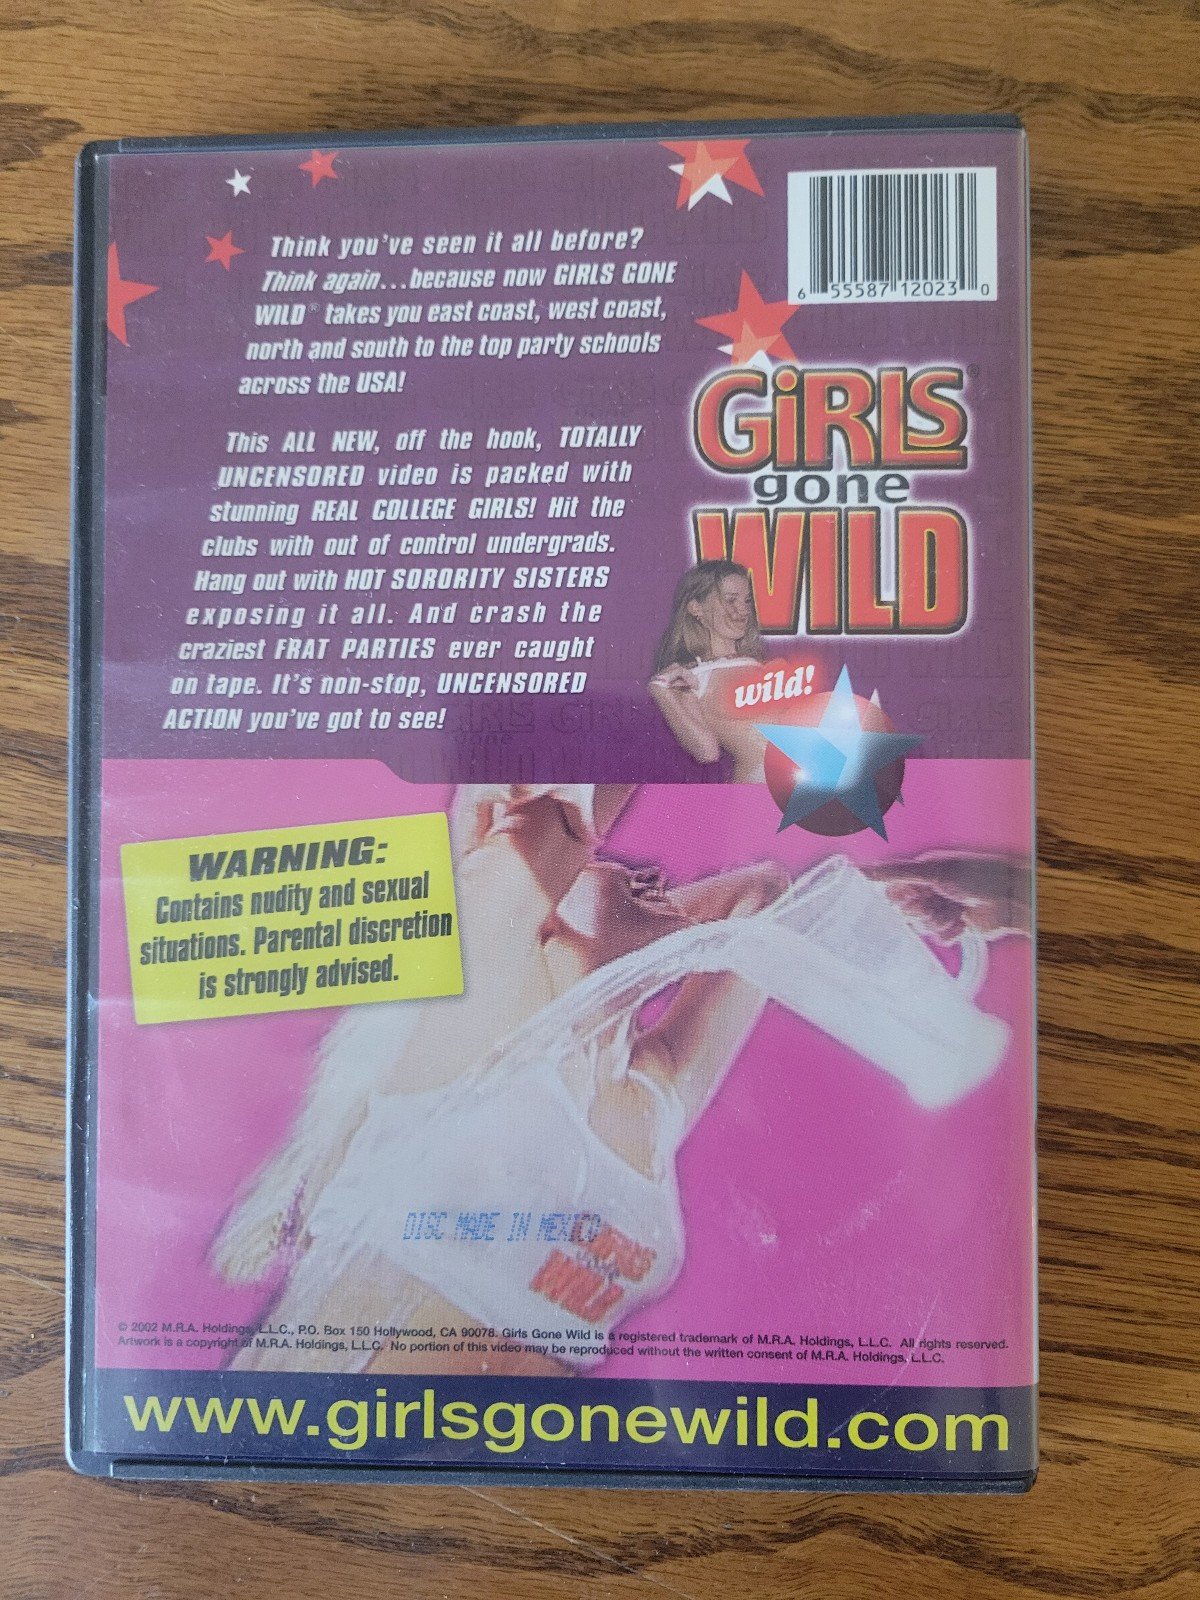 Think you've seen it all before?
Think again...because now GIRLS GONE
WILD® takes you east coast, west coast,
north and south to the top party schools
across the USA!
This ALL NEW, off the hook, TOTALLY
UNCENSORED video is packed with
stunning REAL COLLEGE GIRLS! Hit the
clubs with out of control undergrads.
Hang out with HOT SORORITY SISTERS
exposing it all. And crash the
craziest FRAT PARTIES ever caught
on tape. It's non-stop, UNCENSORED
ACTION you've got to see!
6 55587 12023 0
GiRLS®
gone
WILD
wild!
WARNING:
Contains nudity and sexual
situations. Parental discretion
is strongly advised.
DISC MADE IN MEXICO
GIRLS
gone
WILD
© 2002 M.R.A. Holdings, L.L.C., P.O. Box 150 Hollywood, CA 90078. Girls Gone Wild is a registered trademark of M.R.A. Holdings, L.L.C. All rights reserved.
Artwork is a copyright of M.R.A. Holdings, L.L.C. No portion of this video may be reproduced without the written consent of M.R.A. Holdings, L.L.C.
www.girlsgonewild.com